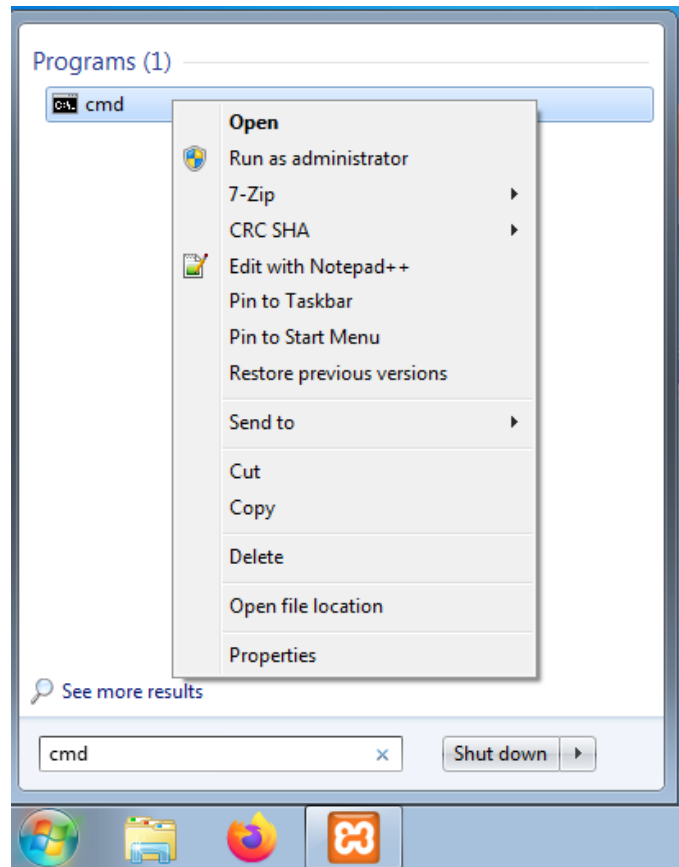 Programs (1)
cmd
Open
Run as administrator
7-Zip
CRC SHA
Edit with Notepad++
Pin to Taskbar
Pin to Start Menu
Restore previous versions
Send to
Cut
Copy
Delete
Open file location
Properties
See more results
cmd
Shut down